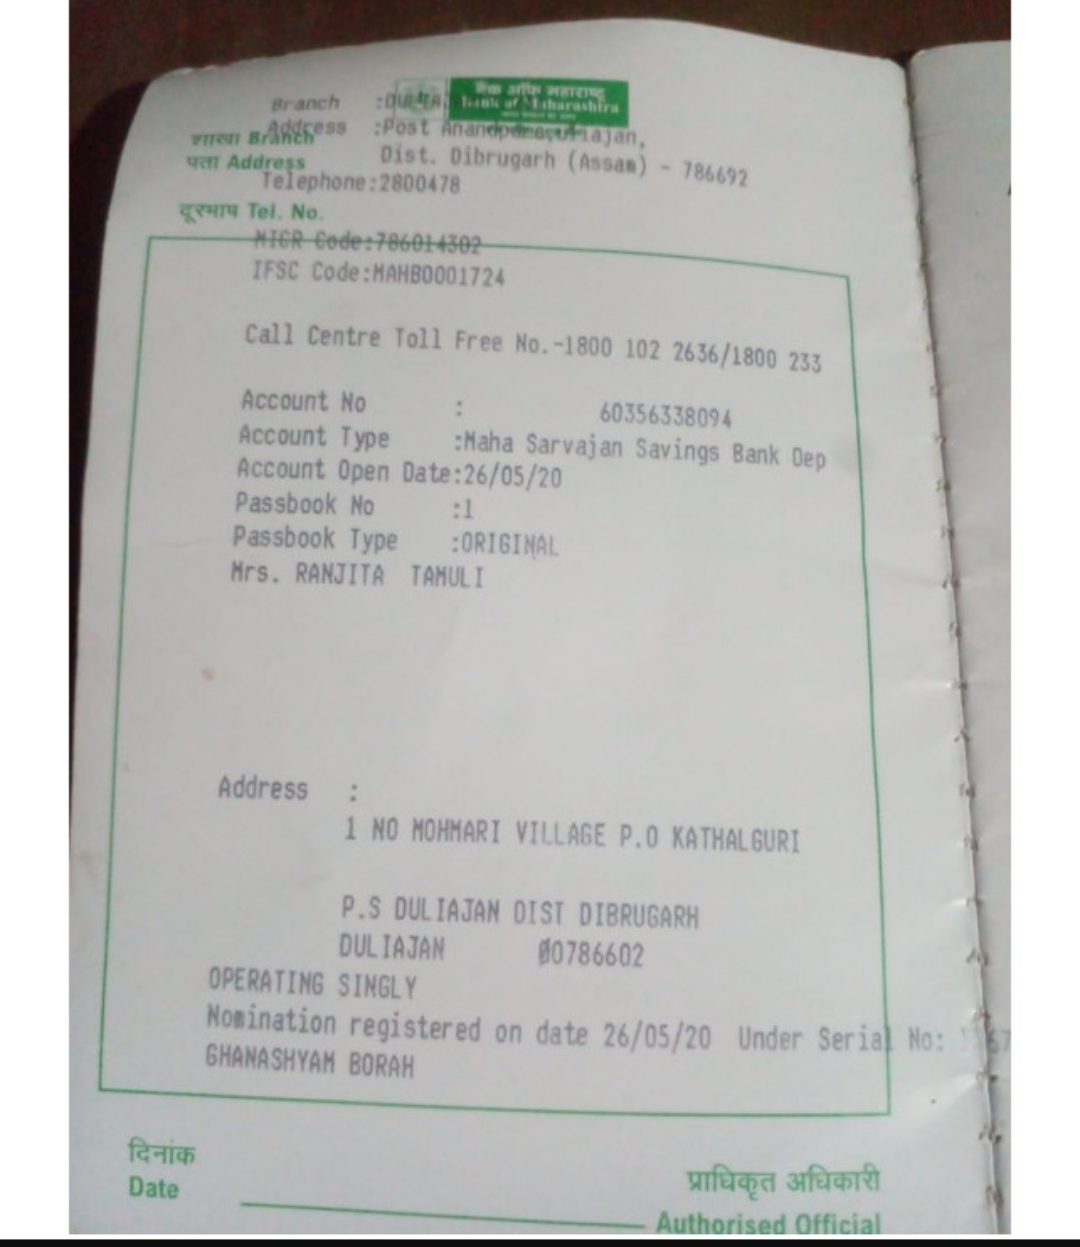 बैंक ऑफ महाराष्ट्र
Bank of Maharashtra
Branch :DULIAJAN
Address :Post Anandpara,Duliajan,
शाखा Branch
पता Address
Dist. Dibrugarh (Assam) - 786692
Telephone:2800478
दूरभाष Tel. No.
MICR Code:786014302
IFSC Code:MAHB0001724
Call Centre Toll Free No.-1800 102 2636/1800 233
Account No : 60356338094
Account Type :Maha Sarvajan Savings Bank Dep
Account Open Date:26/05/20
Passbook No :1
Passbook Type :ORIGINAL
Mrs. RANJITA TAMULI
Address :
1 NO MOHMARI VILLAGE P.O KATHALGURI
P.S DULIAJAN DIST DIBRUGARH
DULIAJAN 00786602
OPERATING SINGLY
Nomination registered on date 26/05/20 Under Serial No:
GHANASHYAM BORAH
दिनांक
Date
प्राधिकृत अधिकारी
Authorised Official